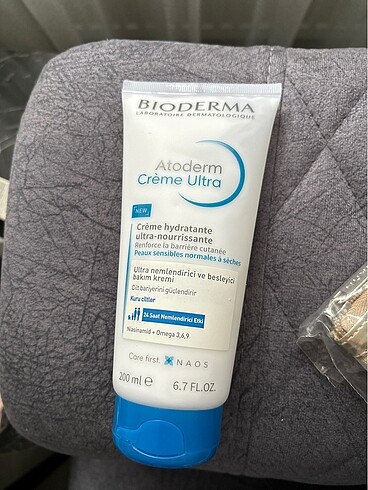 BIODERMA
LABORATOIRE DERMATOLOGIQUE
Atoderm
Crème Ultra
NEW
Crème hydratante
ultra-nourrissante
Renforce la barrière cutanée
Peaux sensibles normales à sèches
Ultra nemlendirici ve besleyici
bakım kremi
Cilt bariyerini güçlendirir
Kuru ciltler
24 Saat Nemlendirici Etki
Niasinamid + Omega 3,6,9
Care first. NAOS
200 ml e 6.7 FL.OZ.